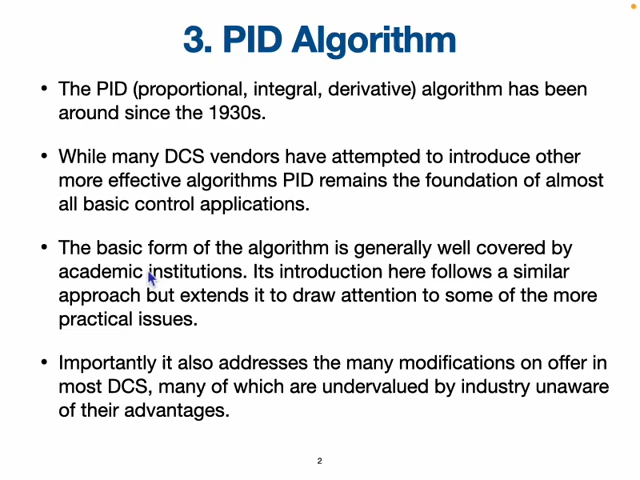 3. PID Algorithm
• The PID (proportional, integral, derivative) algorithm has been
around since the 1930s.
• While many DCS vendors have attempted to introduce other
more effective algorithms PID remains the foundation of almost
all basic control applications.
• The basic form of the algorithm is generally well covered by
academic institutions. Its introduction here follows a similar
approach but extends it to draw attention to some of the more
practical issues.
• Importantly it also addresses the many modifications on offer in
most DCS, many of which are undervalued by industry unaware
of their advantages.
2